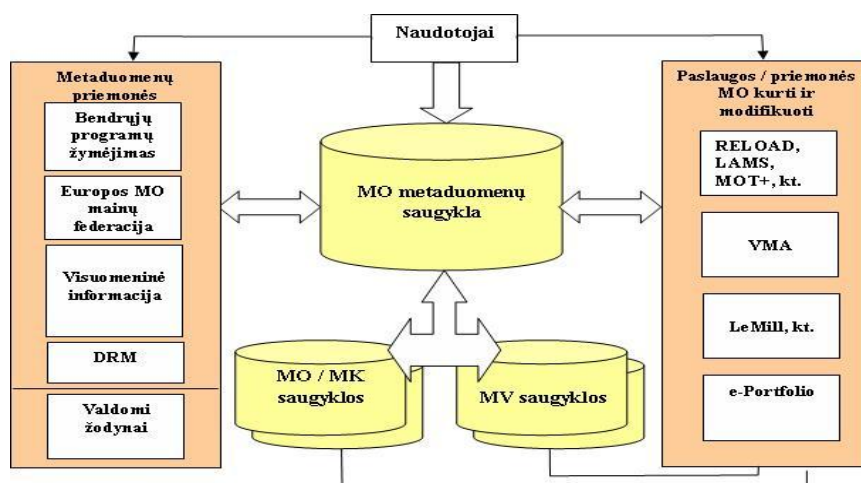 Naudotojai
Metaduomenų
priemonės
Bendrųjų
programų
žymėjimas
Europos MO
mainų
federacija
Visuomeninė
informacija
DRM
Valdomi
žodynai
MO metaduomenų
saugykla
MO / MK
saugyklos
MV saugyklos
Paslaugos / priemonės
MO kurti ir
modifikuoti
RELOAD,
LAMS,
MOT+, kt.
VMA
LeMill, kt.
e-Portfolio